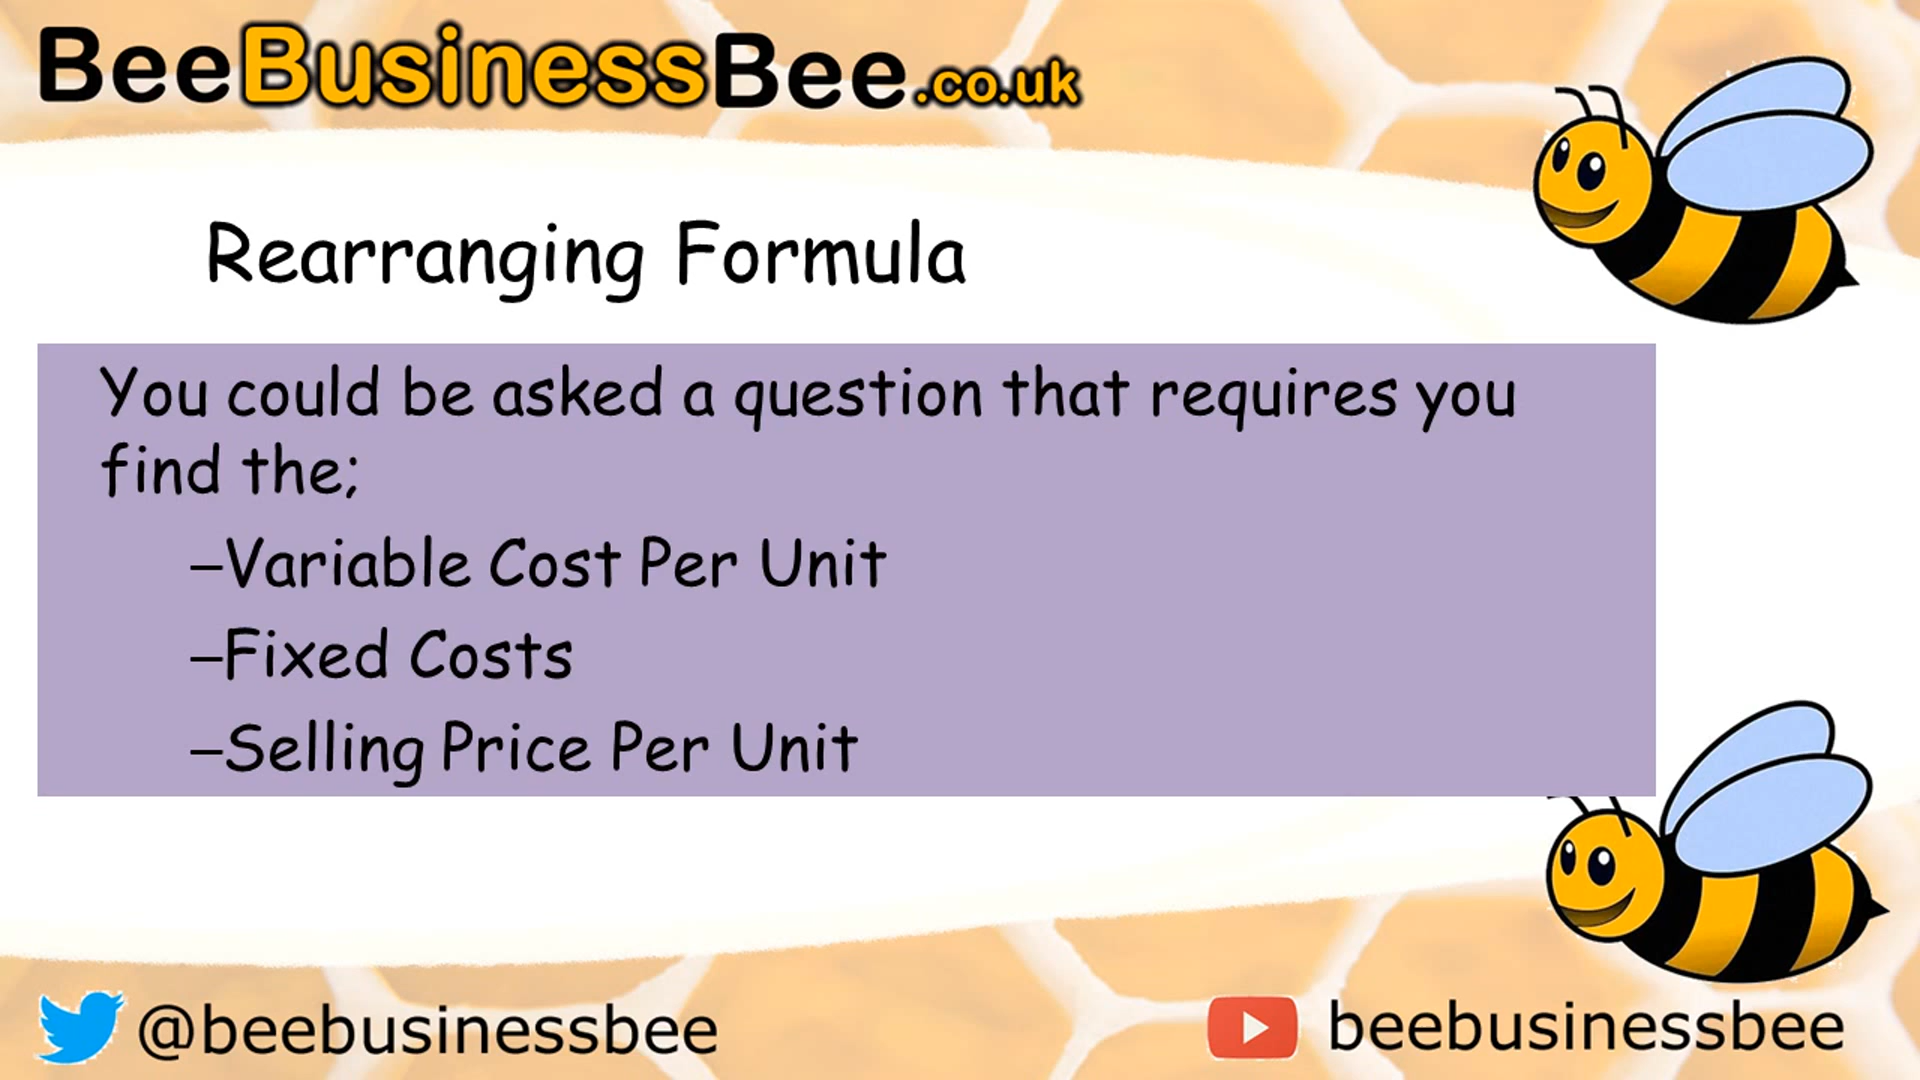 BeeBusinessBee.co.uk
Rearranging Formula
You could be asked a question that requires you
find the;
–Variable Cost Per Unit
–Fixed Costs
–Selling Price Per Unit
@beebusinessbee
beebusinessbee